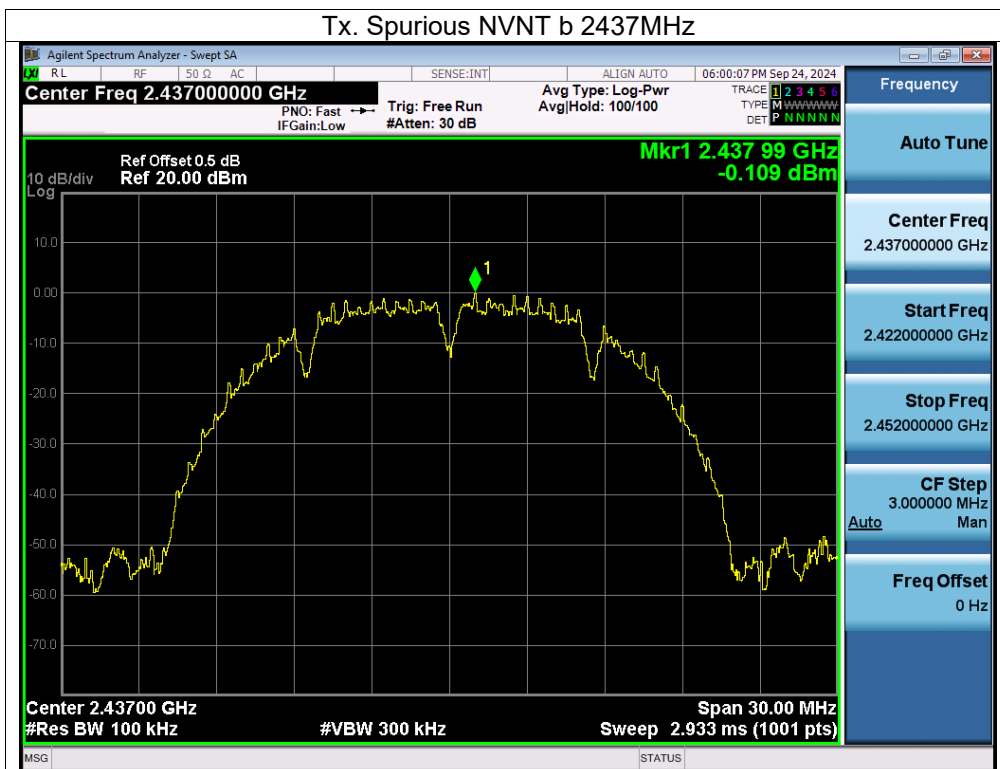 Tx. Spurious NVNT b 2437MHz
Agilent Spectrum Analyzer - Swept SA
LXI RL RF 50 Ω AC SENSE:INT ALIGN AUTO 06:00:07 PM Sep 24, 2024
Center Freq 2.437000000 GHz
PNO: Fast
IFGain:Low
Trig: Free Run
#Atten: 30 dB
Avg Type: Log-Pwr
Avg|Hold: 100/100
TRACE 1 2 3 4 5 6
TYPE M WWWWW
DET P N N N N N
Mkr1 2.437 99 GHz
-0.109 dBm
Ref Offset 0.5 dB
10 dB/div Ref 20.00 dBm
Log
10.0
0.00
-10.0
-20.0
-30.0
-40.0
-50.0
-60.0
-70.0
1
Center 2.43700 GHz Span 30.00 MHz
#Res BW 100 kHz #VBW 300 kHz Sweep 2.933 ms (1001 pts)
MSG STATUS
Frequency
Auto Tune
Center Freq
2.437000000 GHz
Start Freq
2.422000000 GHz
Stop Freq
2.452000000 GHz
CF Step
3.000000 MHz
Auto Man
Freq Offset
0 Hz